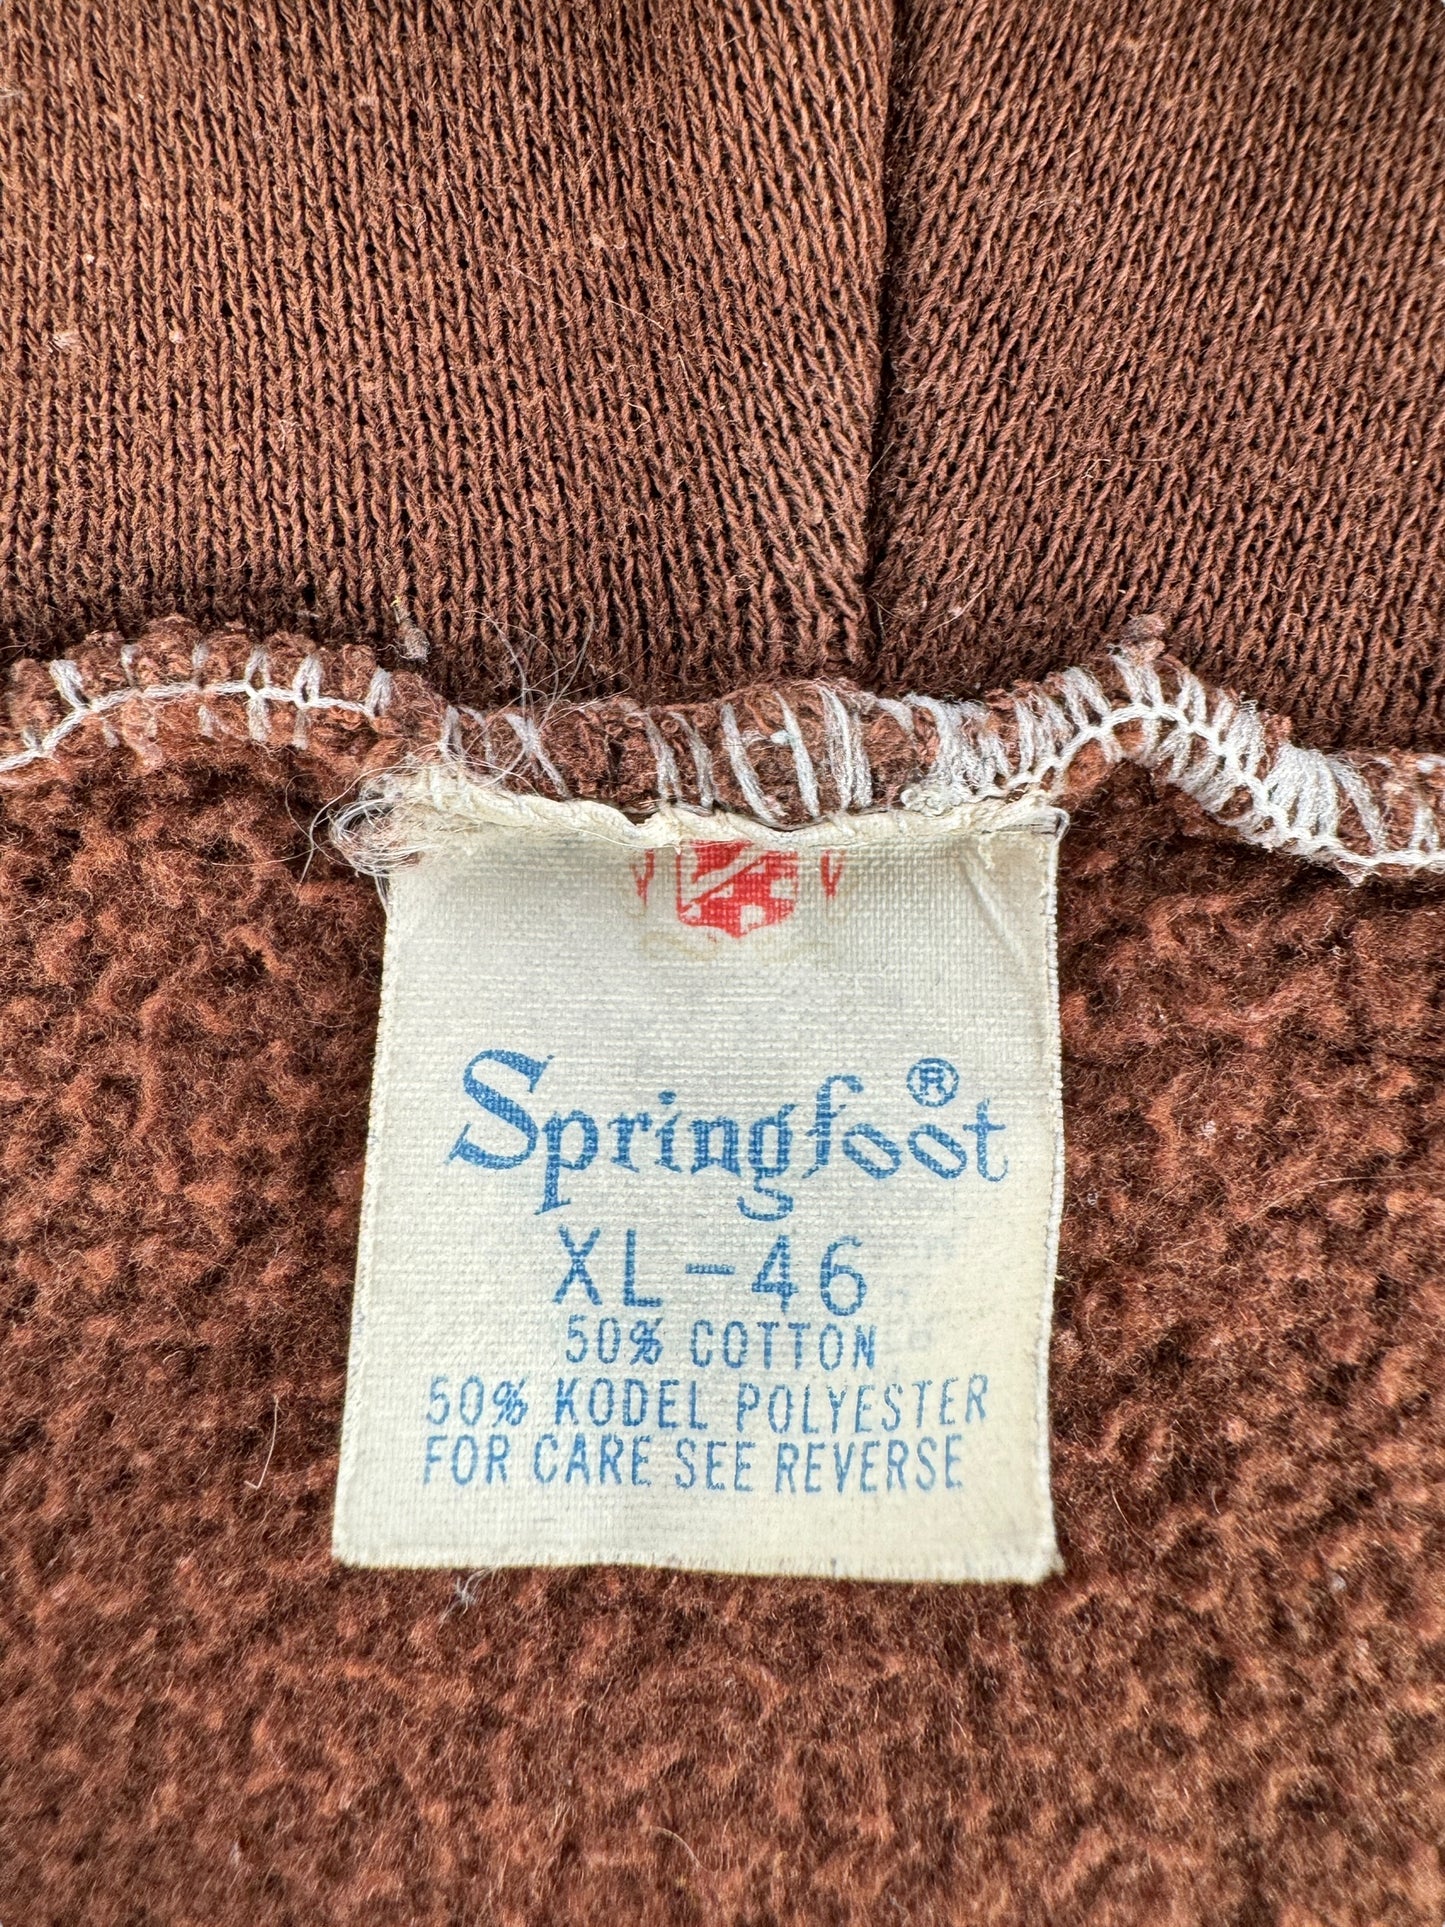 Springfoot®
XL-46
50% COTTON
50% KODEL POLYESTER
FOR CARE SEE REVERSE